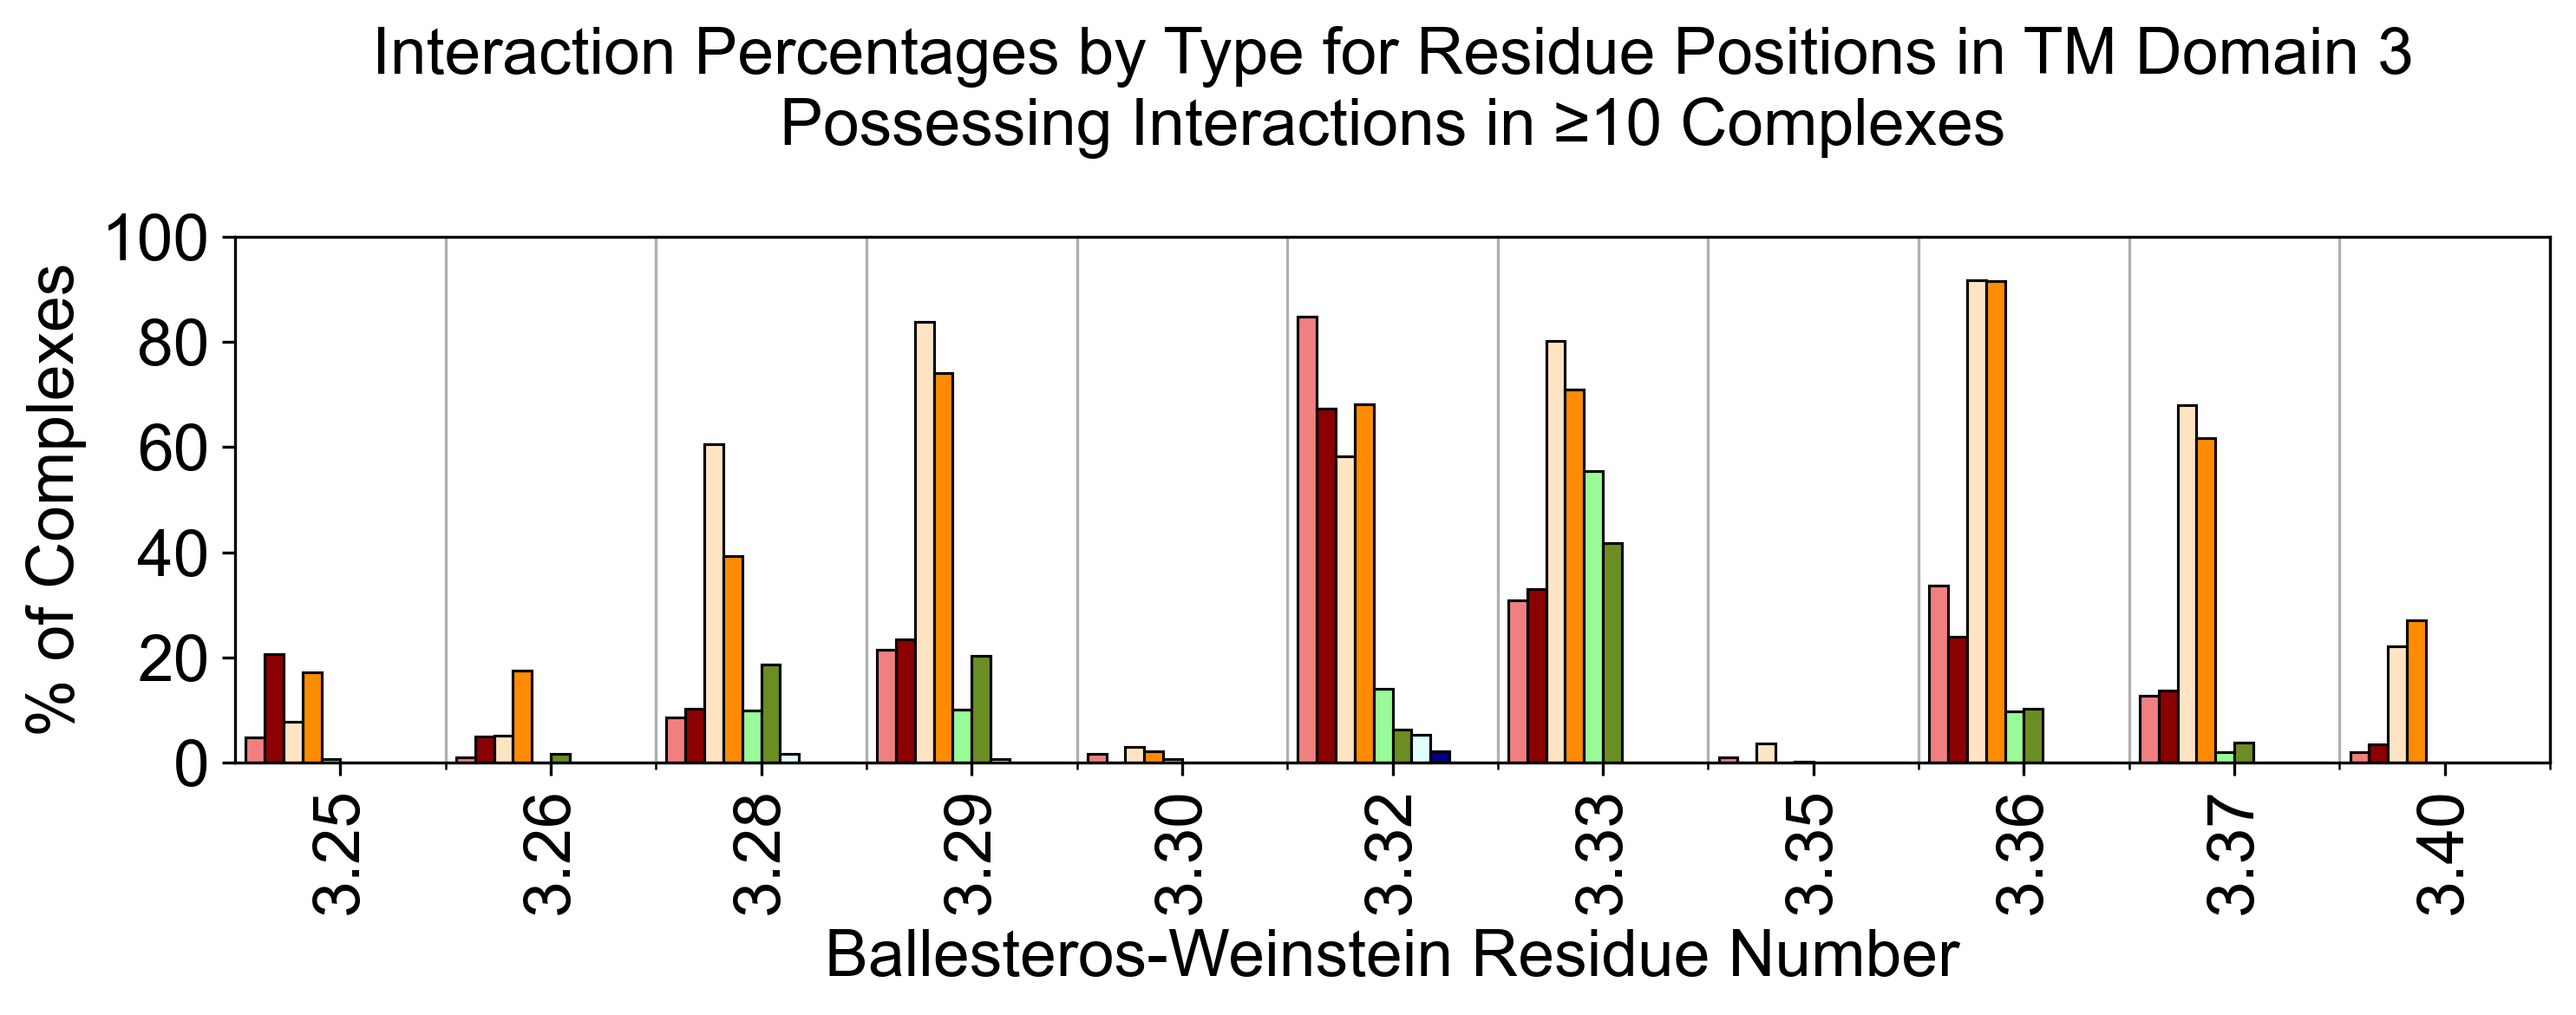 Interaction Percentages by Type for Residue Positions in TM Domain 3
Possessing Interactions in ≥10 Complexes
100
80
60
40
20
0
% of Complexes
3.25 3.26 3.28 3.29 3.30 3.32 3.33 3.35 3.36 3.37 3.40
Ballesteros-Weinstein Residue Number